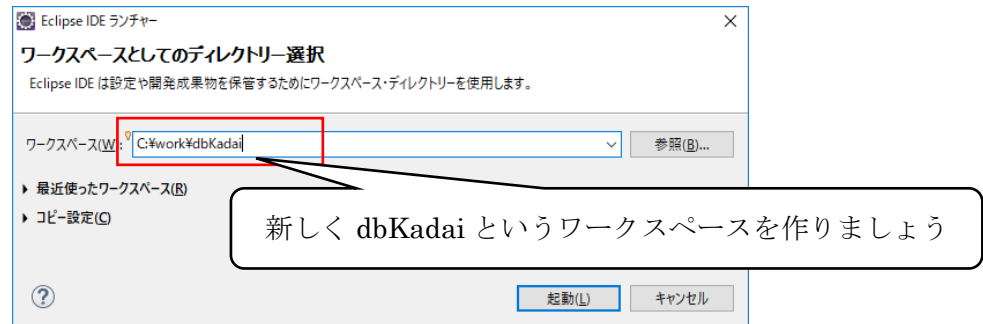 Eclipse IDE ランチャー
ワークスペースとしてのディレクトリー選択
Eclipse IDE は設定や開発成果物を保管するためにワークスペース・ディレクトリーを使用します。
ワークスペース(W): C:¥work¥dbKadai 参照(B)...
最近使ったワークスペース(R)
コピー設定(C)
新しく dbKadai というワークスペースを作りましょう
起動(L) キャンセル